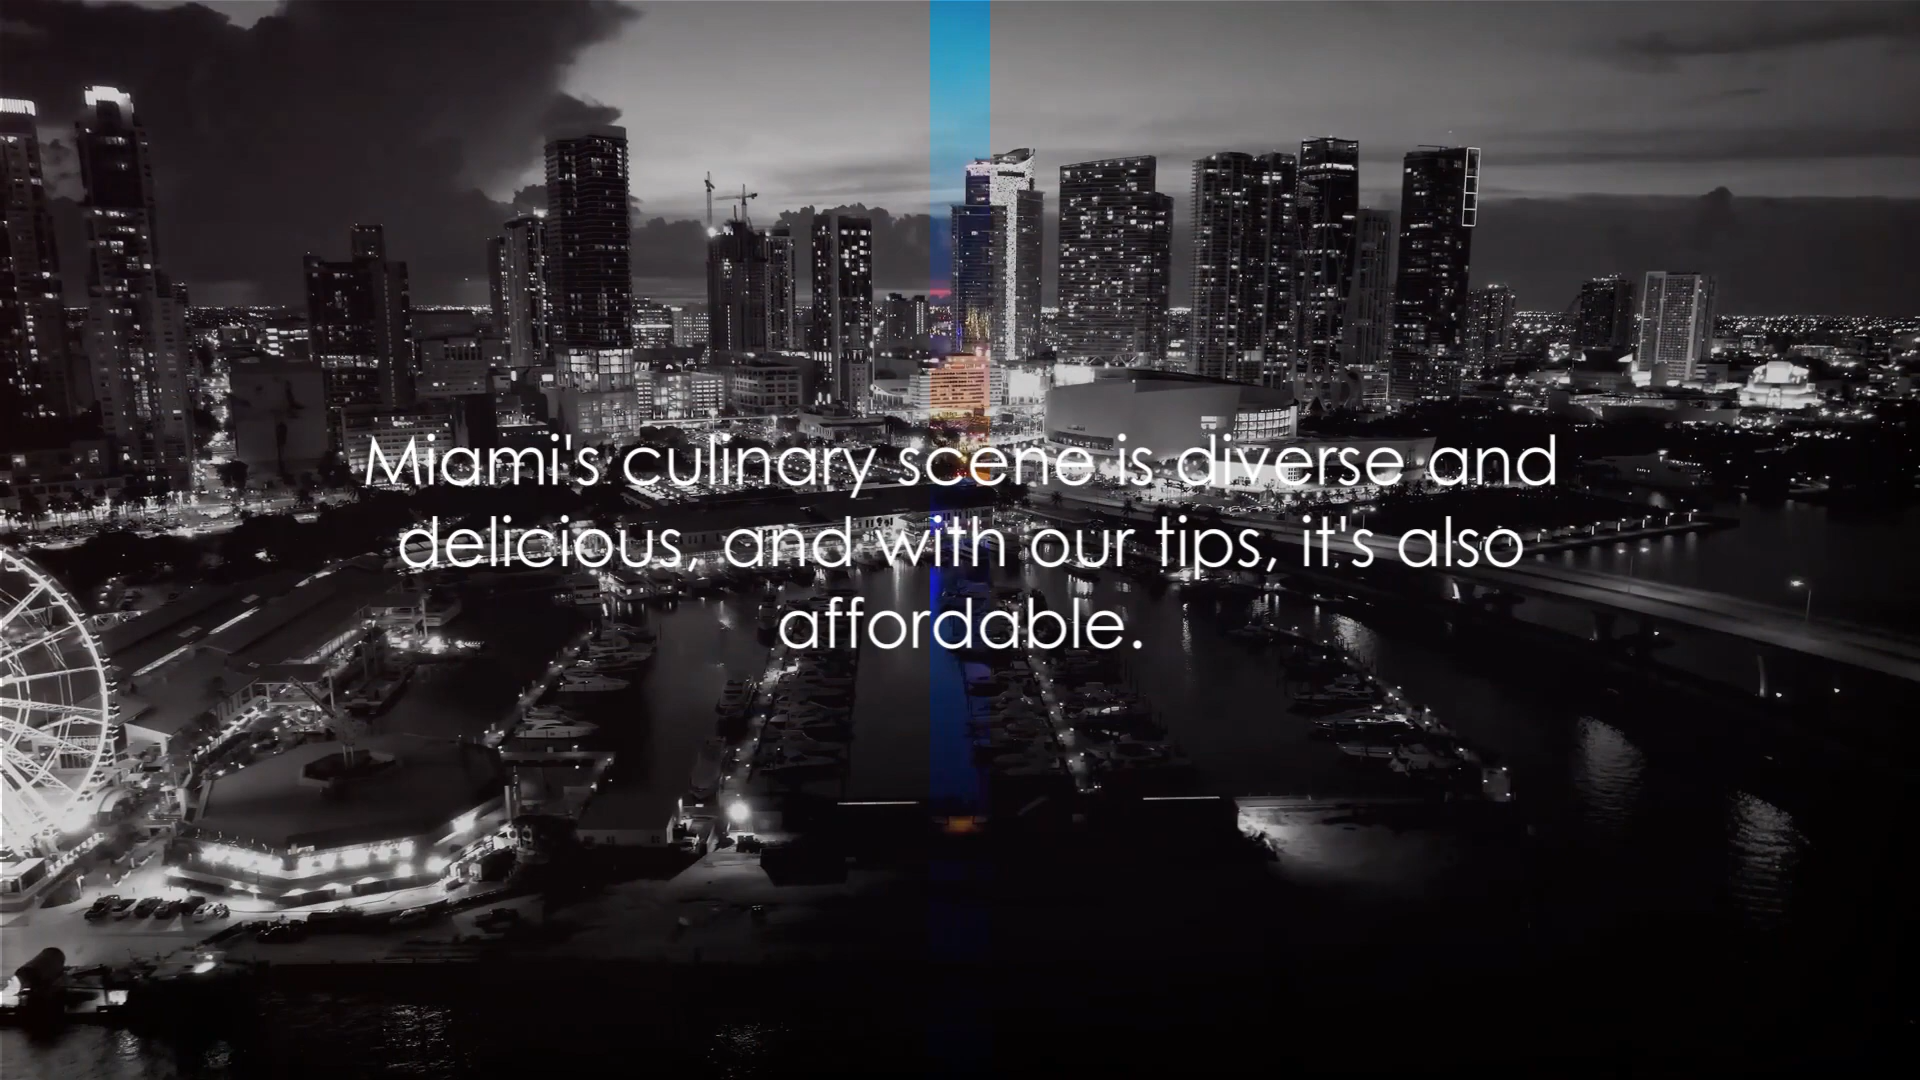 Miami's culinary scene is diverse and
delicious, and with our tips, it's also
affordable.